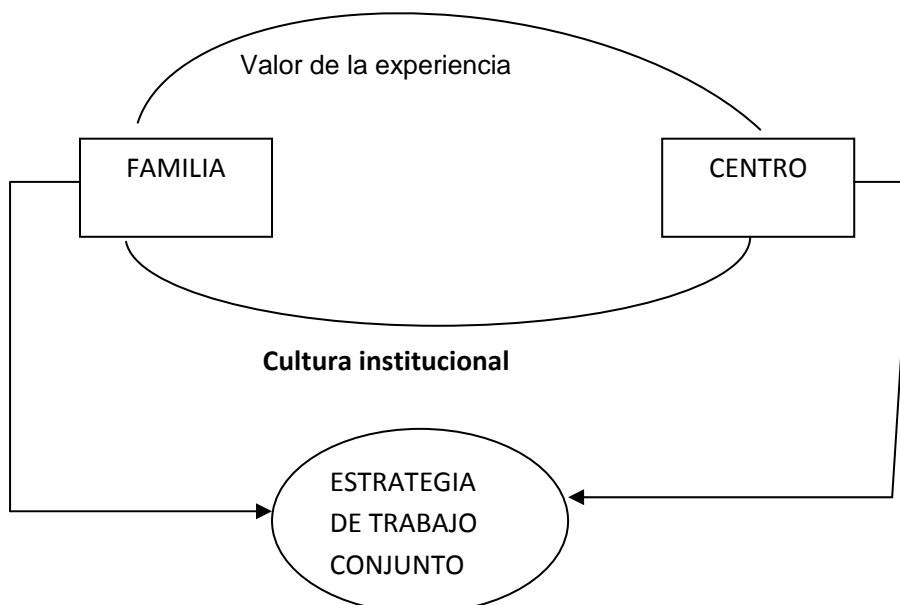 Valor de la experiencia
FAMILIA
CENTRO
Cultura institucional
ESTRATEGIA
DE TRABAJO
CONJUNTO